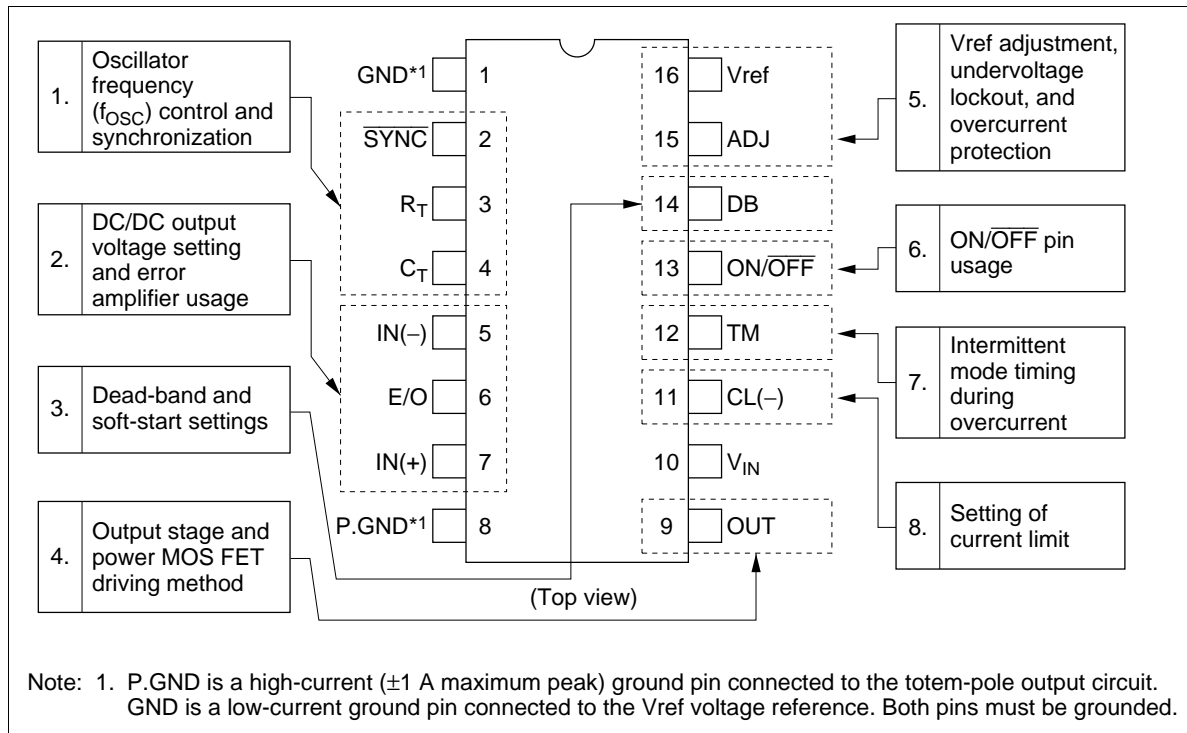 1.
Oscillator
frequency
(fOSC) control and
synchronization
2.
DC/DC output
voltage setting
and error
amplifier usage
3.
Dead-band and
soft-start settings
4.
Output stage and
power MOS FET
driving method
GND*1
1
SYNC
2
RT
3
CT
4
IN(−)
5
E/O
6
IN(+)
7
P.GND*1
8
16
Vref
15
ADJ
14
DB
13
ON/OFF
12
TM
11
CL(−)
10
VIN
9
OUT
(Top view)
5.
Vref adjustment,
undervoltage
lockout, and
overcurrent
protection
6.
ON/OFF pin
usage
7.
Intermittent
mode timing
during
overcurrent
8.
Setting of
current limit
Note: 1. P.GND is a high-current (±1 A maximum peak) ground pin connected to the totem-pole output circuit.
GND is a low-current ground pin connected to the Vref voltage reference. Both pins must be grounded.